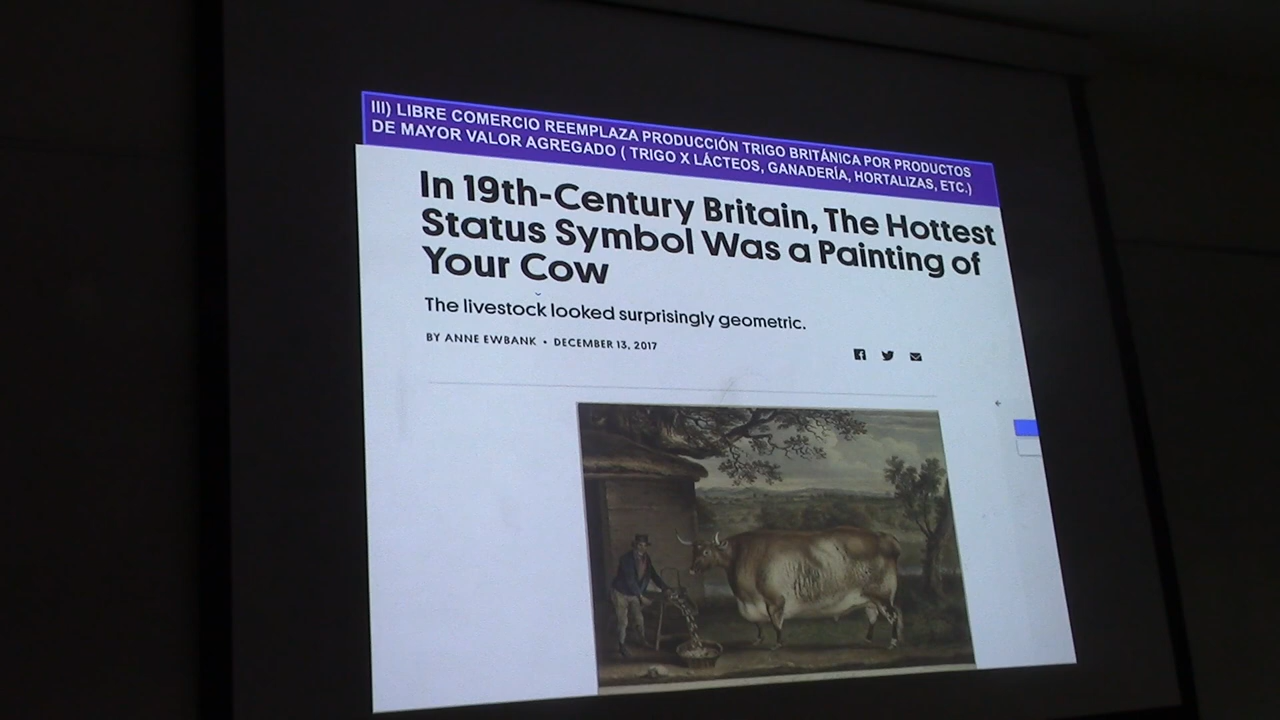 III) LIBRE COMERCIO REEMPLAZA PRODUCCIÓN TRIGO BRITÁNICA POR PRODUCTOS
DE MAYOR VALOR AGREGADO ( TRIGO X LÁCTEOS, GANADERÍA, HORTALIZAS, ETC.)
In 19th-Century Britain, The Hottest
Status Symbol Was a Painting of
Your Cow
The livestock looked surprisingly geometric.
BY ANNE EWBANK • DECEMBER 13, 2017